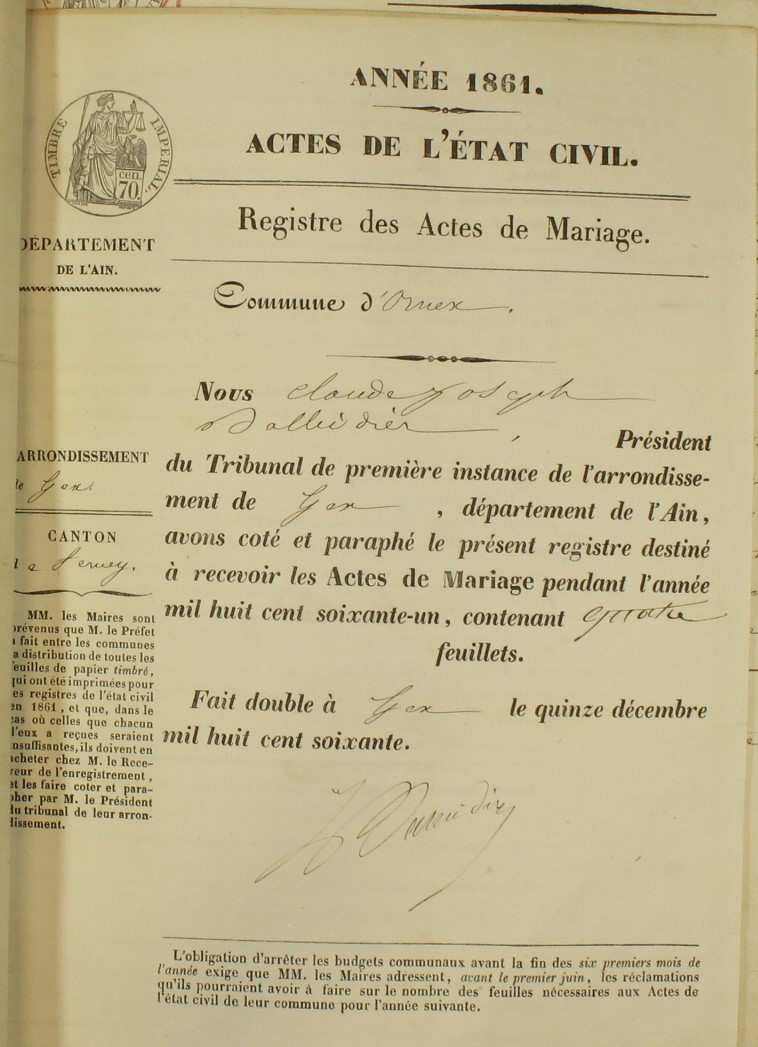 ANNÉE 1861.
ACTES DE L'ÉTAT CIVIL.
TIMBRE IMPÉRIAL.
cen.
70.
Registre des Actes de Mariage.
DÉPARTEMENT
DE L'AIN.
Commune d'Ornex.
Nous Claude Joseph
Président
du Tribunal de première instance de l'arrondisse-
ment de Gex, département de l'Ain,
avons coté et paraphé le présent registre destiné
à recevoir les Actes de Mariage pendant l'année
mil huit cent soixante-un, contenant quatre
feuillets.
Fait double à Gex le quinze décembre
mil huit cent soixante.
ARRONDISSEMENT
de Gex
CANTON
de Ferney.
MM. les Maires sont
prévenus que M. le Préfet
a fait entre les communes
la distribution de toutes les
feuilles de papier timbré,
qui ont été imprimées pour
les registres de l'état civil
en 1861, et que, dans le
cas où celles que chacun
d'eux a reçues seraient
insuffisantes, ils doivent en
acheter chez M. le Rece-
veur de l'enregistrement,
et les faire coter et para-
pher par M. le Président
du tribunal de leur arron-
dissement.
L'obligation d'arrêter les budgets communaux avant la fin des six premiers mois de
l'année exige que MM. les Maires adressent, avant le premier juin, les réclamations
qu'ils pourraient avoir à faire sur le nombre des feuilles nécessaires aux Actes de
l'état civil de leur commune pour l'année suivante.